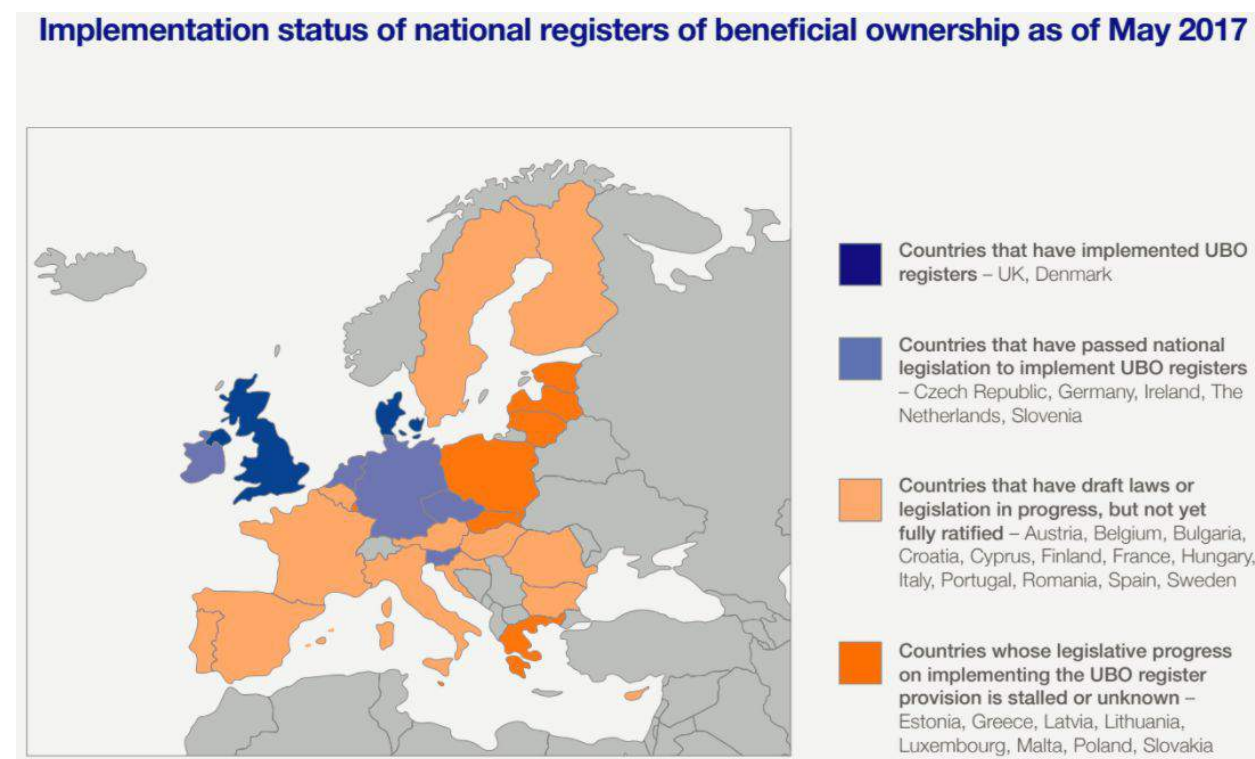 Implementation status of national registers of beneficial ownership as of May 2017
Countries that have implemented UBO
registers – UK, Denmark
Countries that have passed national
legislation to implement UBO registers
– Czech Republic, Germany, Ireland, The
Netherlands, Slovenia
Countries that have draft laws or
legislation in progress, but not yet
fully ratified – Austria, Belgium, Bulgaria,
Croatia, Cyprus, Finland, France, Hungary,
Italy, Portugal, Romania, Spain, Sweden
Countries whose legislative progress
on implementing the UBO register
provision is stalled or unknown –
Estonia, Greece, Latvia, Lithuania,
Luxembourg, Malta, Poland, Slovakia